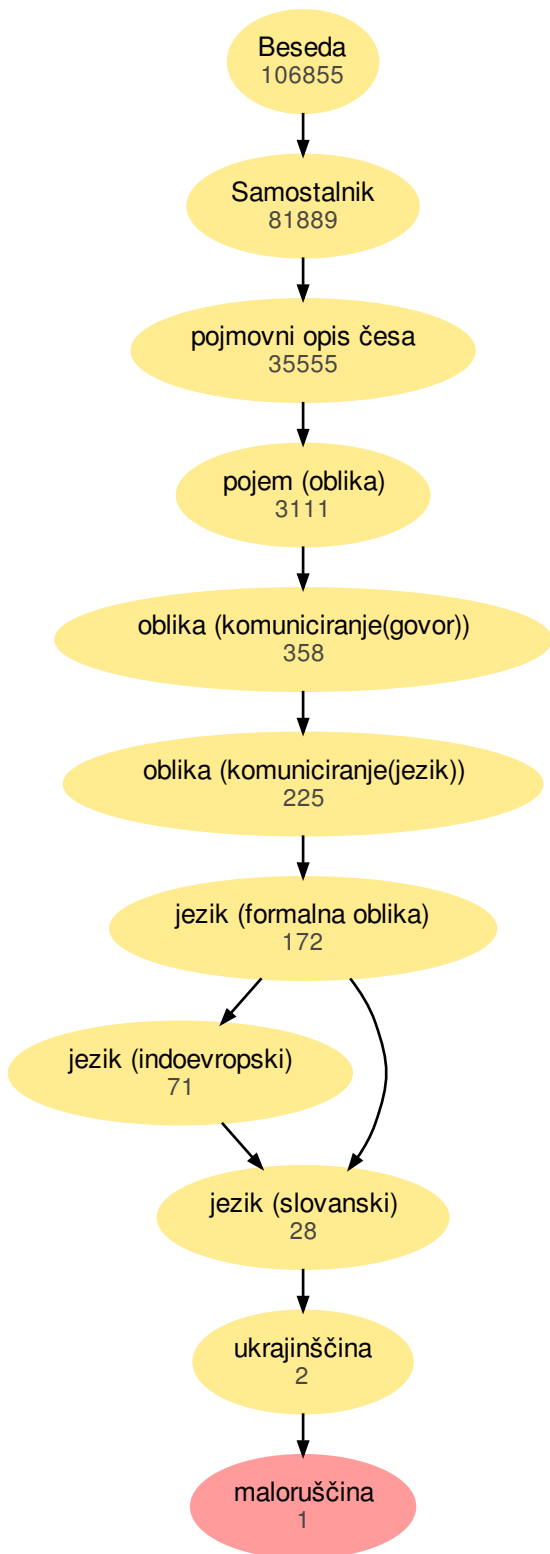 Beseda
106855
Samostalnik
81889
pojmovni opis česa
35555
pojem (oblika)
3111
oblika (komuniciranje(govor))
358
oblika (komuniciranje(jezik))
225
jezik (formalna oblika)
172
jezik (indoevropski)
71
jezik (slovanski)
28
ukrajinščina
2
maloruščina
1